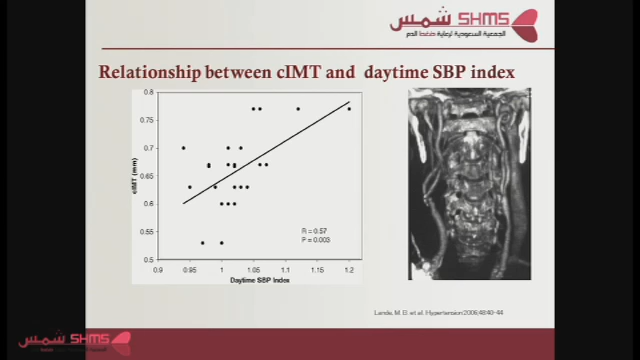 شمس SHMS
الجمعية السعودية لرعاية ضغط الدم
Relationship between cIMT and daytime SBP index
0.8
0.75
0.7
0.65
0.6
0.55
0.5
cIMT (mm)
R = 0.57
P = 0.003
0.9 0.95 1 1.05 1.1 1.15 1.2
Daytime SBP Index
Lande, M. B. et al. Hypertension 2006;48:40-44
شمس SHMS